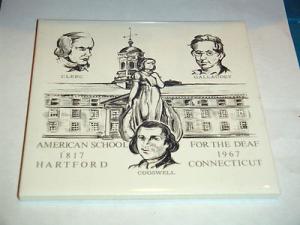 CLERC
GALLAUDET
AMERICAN SCHOOL FOR THE DEAF
1817 1967
HARTFORD CONNECTICUT
COGSWELL